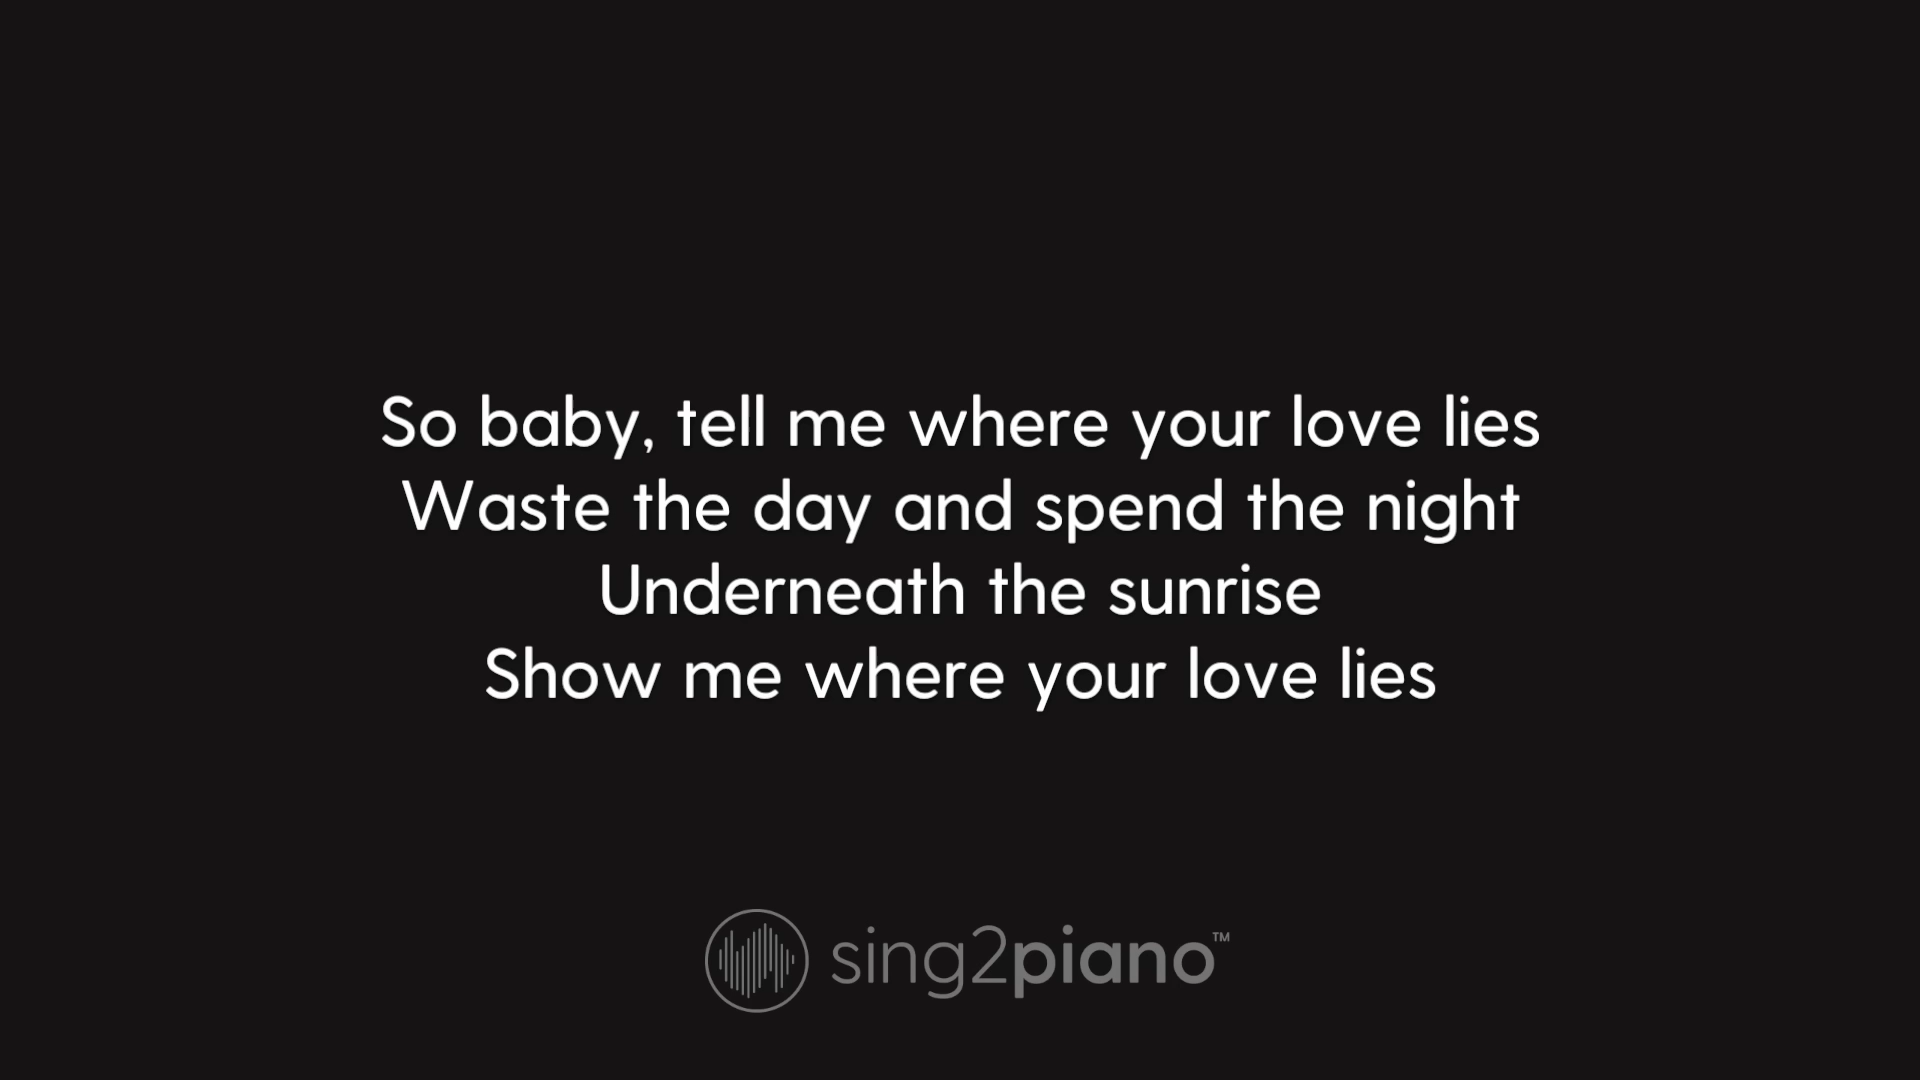 So baby, tell me where your love lies
Waste the day and spend the night
Underneath the sunrise
Show me where your love lies
sing2piano™